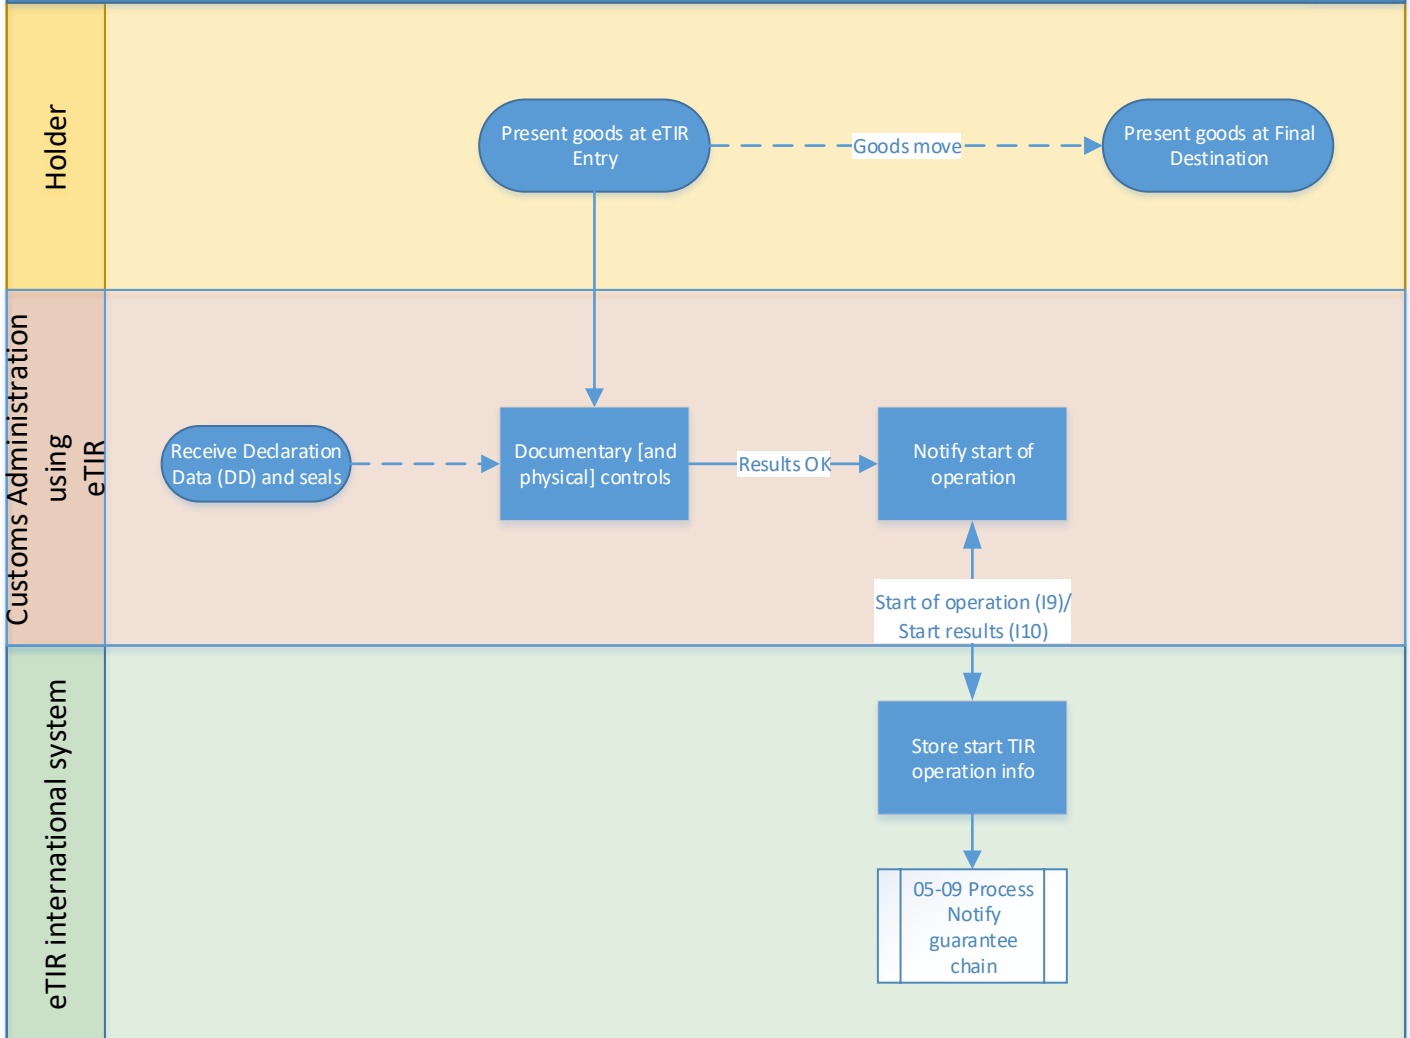 Holder
Present goods at eTIR
Entry
Goods move
Present goods at Final
Destination
Customs Administration
using
eTIR
Receive Declaration
Data (DD) and seals
Documentary [and
physical] controls
Results OK
Notify start of
operation
Start of operation (I9)/
Start results (I10)
eTIR international system
Store start TIR
operation info
05-09 Process
Notify
guarantee
chain